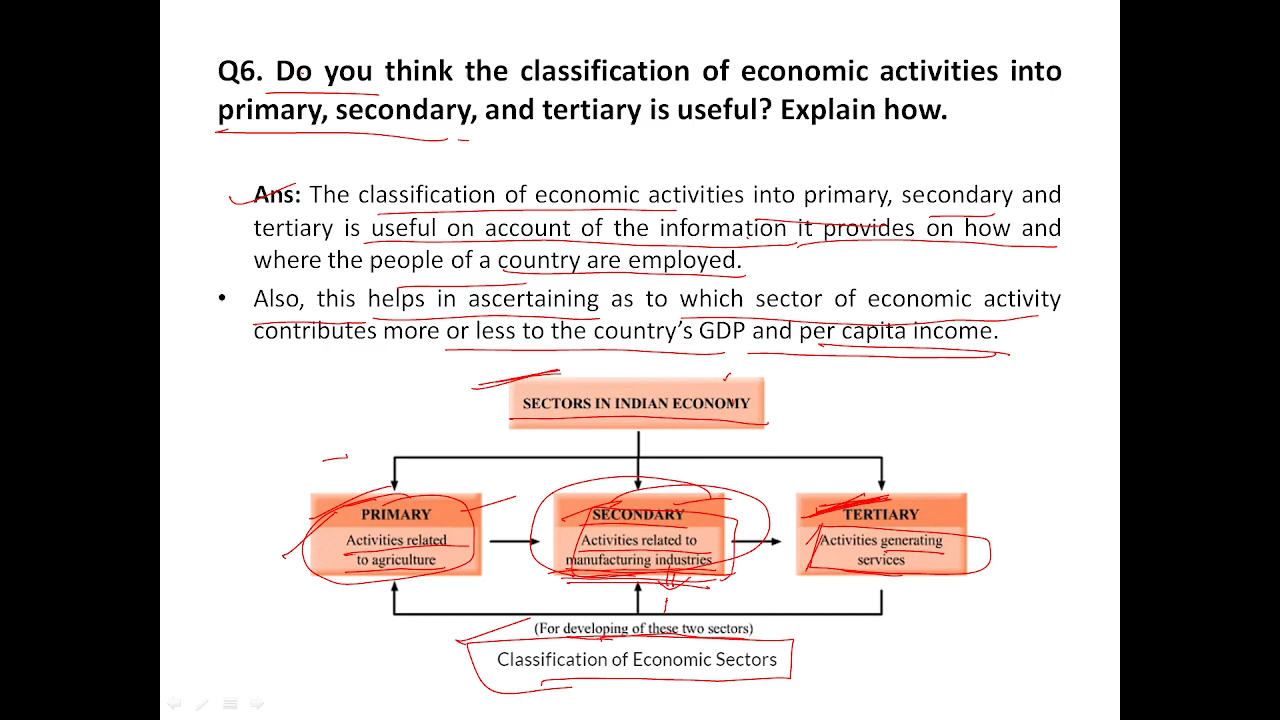 Q6. Do you think the classification of economic activities into
primary, secondary, and tertiary is useful? Explain how.
Ans: The classification of economic activities into primary, secondary and
tertiary is useful on account of the information it provides on how and
where the people of a country are employed.
• Also, this helps in ascertaining as to which sector of economic activity
contributes more or less to the country’s GDP and per capita income.
SECTORS IN INDIAN ECONOMY
PRIMARY
Activities related
to agriculture
SECONDARY
Activities related to
manufacturing industries
TERTIARY
Activities generating
services
(For developing of these two sectors)
Classification of Economic Sectors